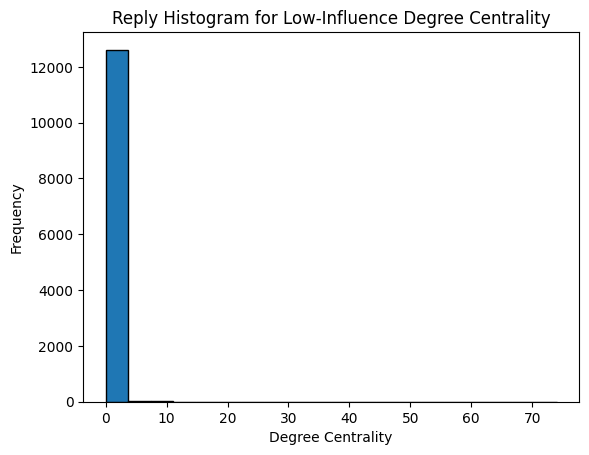 Reply Histogram for Low-Influence Degree Centrality
12000
10000
8000
6000
4000
2000
0
Frequency
0 10 20 30 40 50 60 70
Degree Centrality